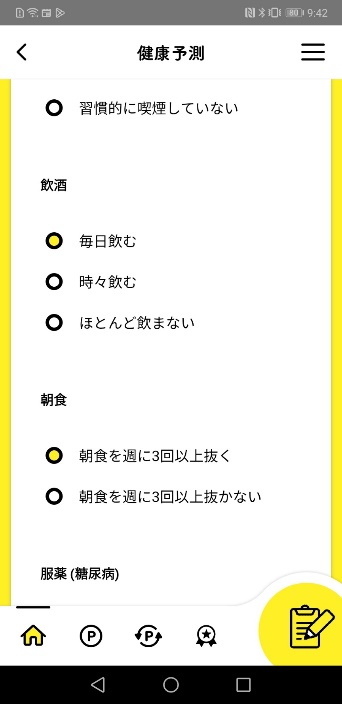 80 9:42
健康予測
習慣的に喫煙していない
飲酒
毎日飲む
時々飲む
ほとんど飲まない
朝食
朝食を週に3回以上抜く
朝食を週に3回以上抜かない
服薬 (糖尿病)
P P